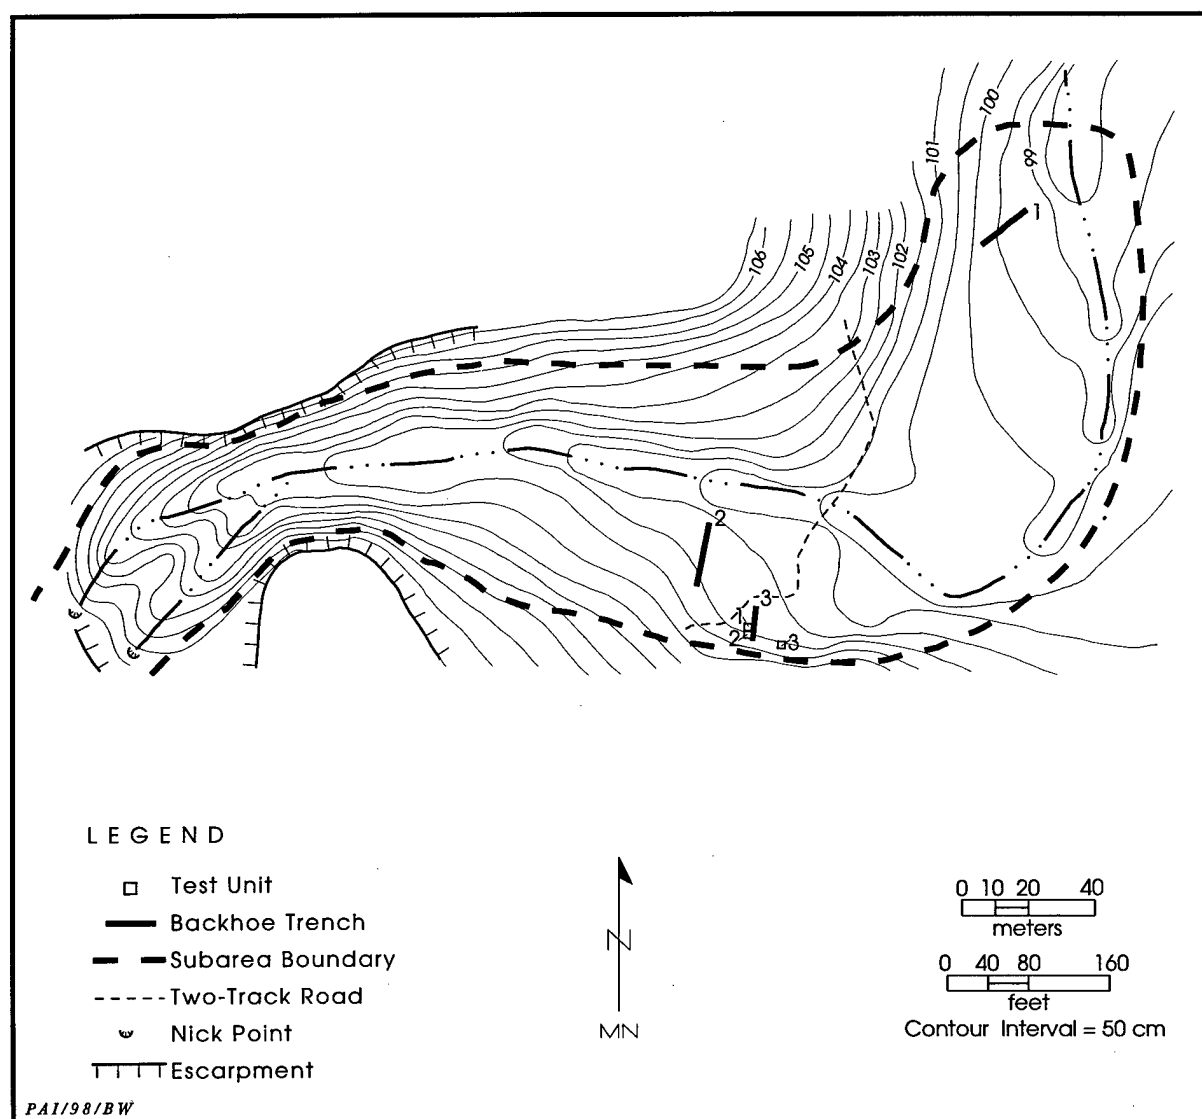 100
101
99
1
106
105
104
103
102
2
3
1
2
3
LEGEND
Test Unit
Backhoe Trench
Subarea Boundary
Two-Track Road
Nick Point
Escarpment
N
MN
0 10 20 40
meters
0 40 80 160
feet
Contour Interval = 50 cm
PAI/98/BW